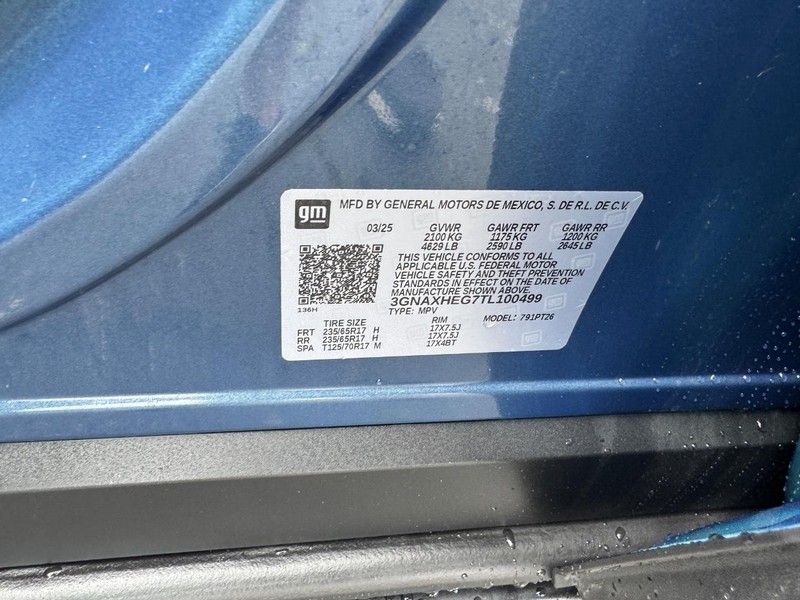 gm
MFD BY GENERAL MOTORS DE MEXICO, S. DE R.L. DE C.V.
03/25 GVWR GAWR FRT GAWR RR
2100 KG 1175 KG 1200 KG
4629 LB 2590 LB 2645 LB
THIS VEHICLE CONFORMS TO ALL
APPLICABLE U.S. FEDERAL MOTOR
VEHICLE SAFETY AND THEFT PREVENTION
STANDARDS IN EFFECT ON THE DATE OF
MANUFACTURE SHOWN ABOVE.
3GNAXHEG7TL100499
136H
TYPE: MPV
TIRE SIZE RIM MODEL: 791PT26
FRT 235/65R17 H 17X7.5J
RR 235/65R17 H 17X7.5J
SPA T125/70R17 M 17X4BT